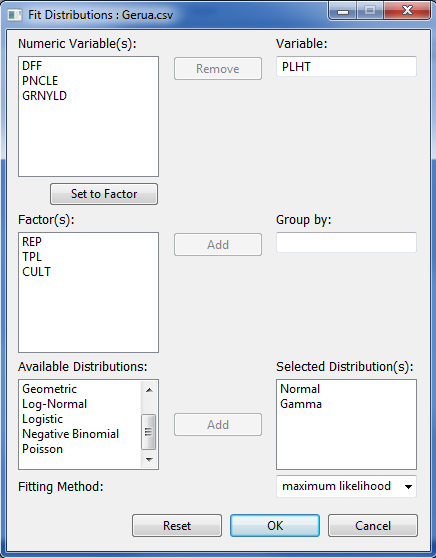 Fit Distributions : Gerua.csv
Numeric Variable(s):
Variable:
DFF
PNCLE
GRNYLD
Remove
PLHT
Set to Factor
Factor(s):
Group by:
REP
TPL
CULT
Add
Available Distributions:
Selected Distribution(s):
Geometric
Log-Normal
Logistic
Negative Binomial
Poisson
Add
Normal
Gamma
Fitting Method:
maximum likelihood
Reset
OK
Cancel